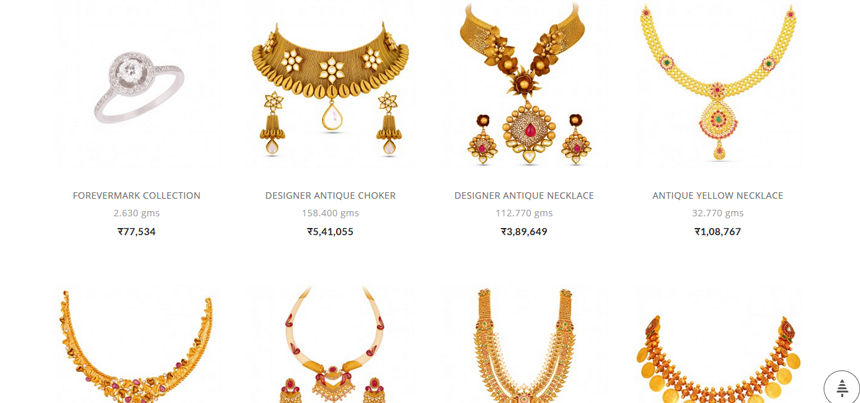 FOREVERMARK COLLECTION
2.630 gms
₹77,534
DESIGNER ANTIQUE CHOKER
158.400 gms
₹5,41,055
DESIGNER ANTIQUE NECKLACE
112.770 gms
₹3,89,649
ANTIQUE YELLOW NECKLACE
32.770 gms
₹1,08,767